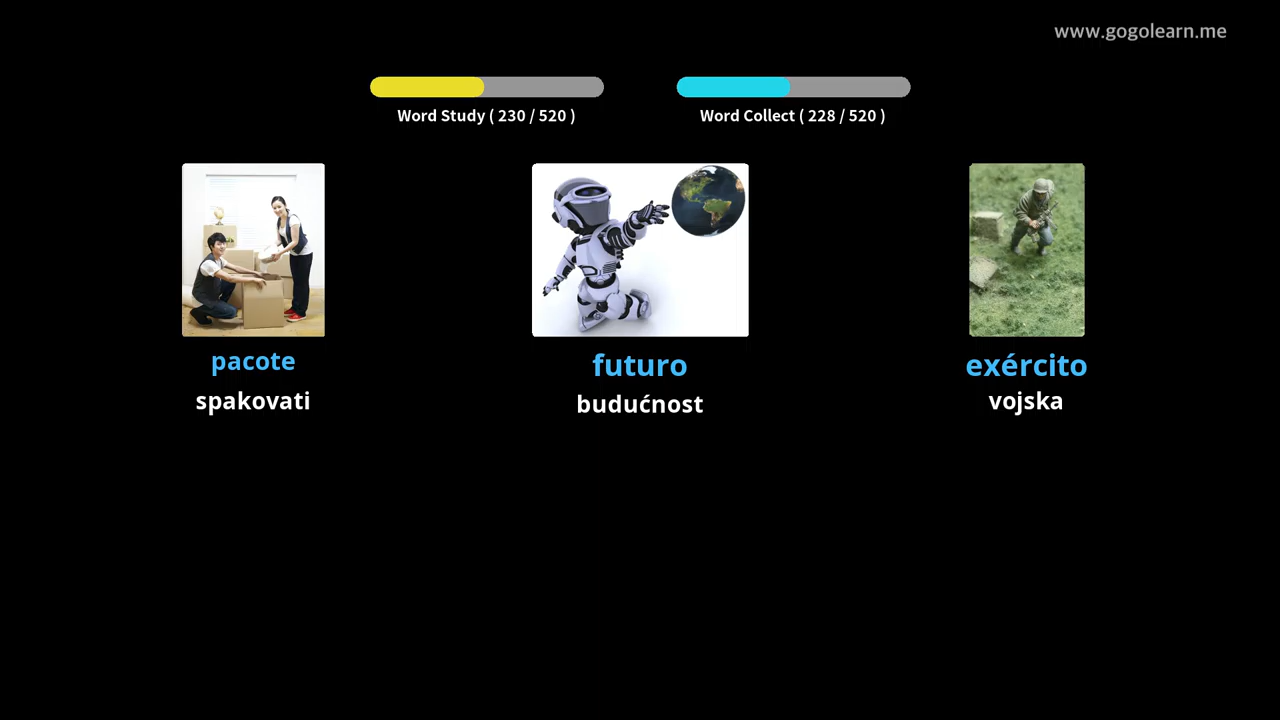 www.gogolearn.me
Word Study ( 230 / 520 )
Word Collect ( 228 / 520 )
pacote
futuro
exército
spakovati
budućnost
vojska